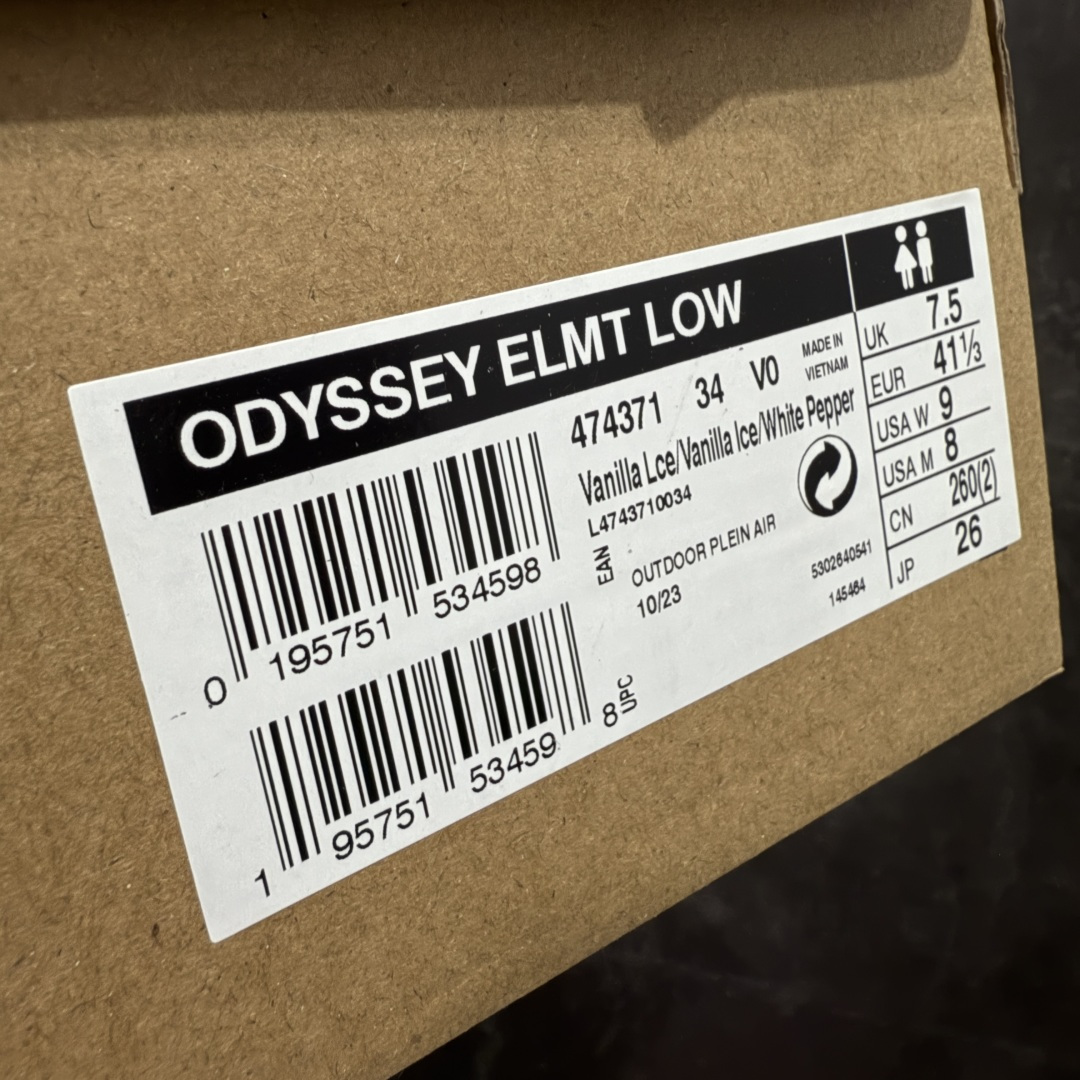 ODYSSEY ELMT LOW
474371 34 V0
MADE IN
VIETNAM
Vanilla Lce/Vanilla Ice/White Pepper
L4743710034
EAN
OUTDOOR PLEIN AIR
10/23
5302640541
145464
0 195751 534598
1 95751 53459 8
UPC
UK 7.5
EUR 41⅓
USA W 9
USA M 8
CN 260(2)
JP 26